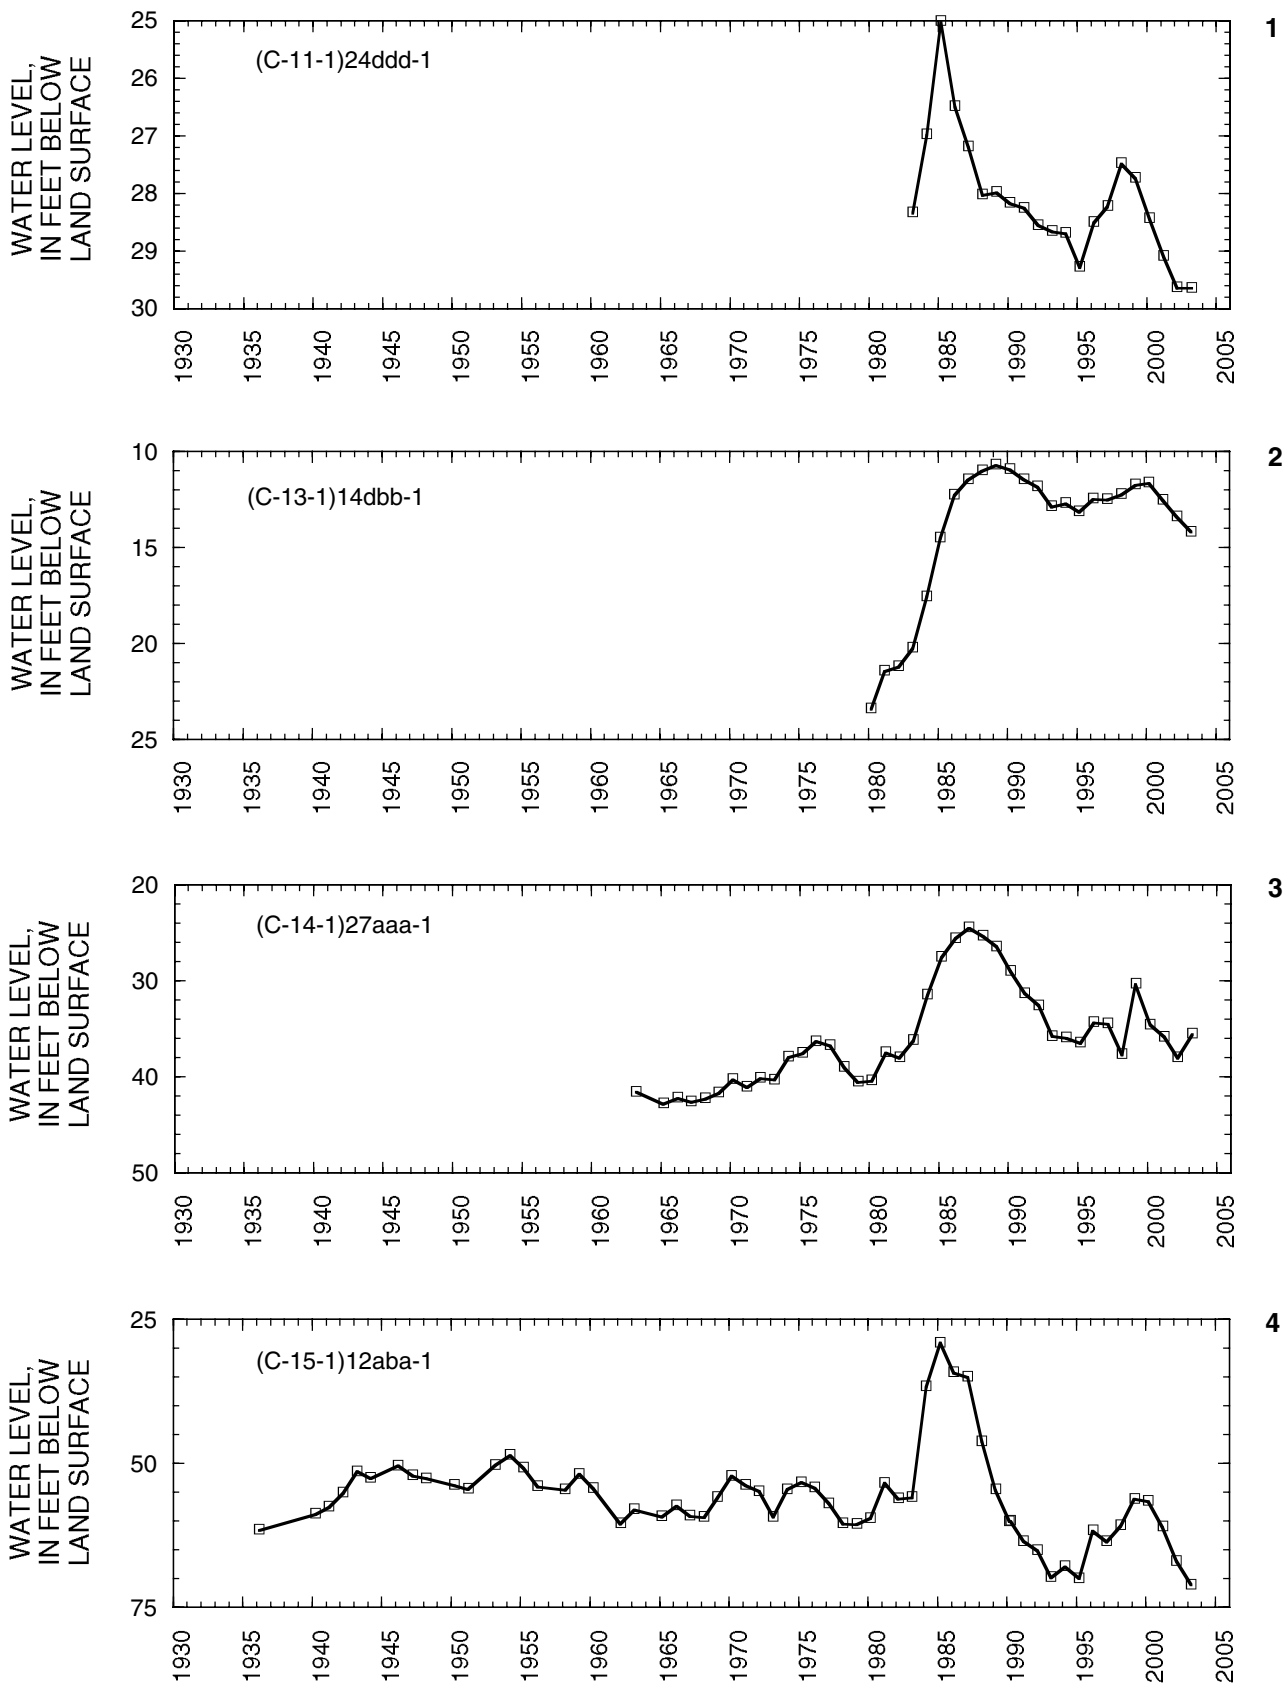 1
WATER LEVEL,
IN FEET BELOW
LAND SURFACE
(C-11-1)24ddd-1
25
26
27
28
29
30
1930 1935 1940 1945 1950 1955 1960 1965 1970 1975 1980 1985 1990 1995 2000 2005
2
WATER LEVEL,
IN FEET BELOW
LAND SURFACE
(C-13-1)14dbb-1
10
15
20
25
1930 1935 1940 1945 1950 1955 1960 1965 1970 1975 1980 1985 1990 1995 2000 2005
3
WATER LEVEL,
IN FEET BELOW
LAND SURFACE
(C-14-1)27aaa-1
20
30
40
50
1930 1935 1940 1945 1950 1955 1960 1965 1970 1975 1980 1985 1990 1995 2000 2005
4
WATER LEVEL,
IN FEET BELOW
LAND SURFACE
(C-15-1)12aba-1
25
50
75
1930 1935 1940 1945 1950 1955 1960 1965 1970 1975 1980 1985 1990 1995 2000 2005